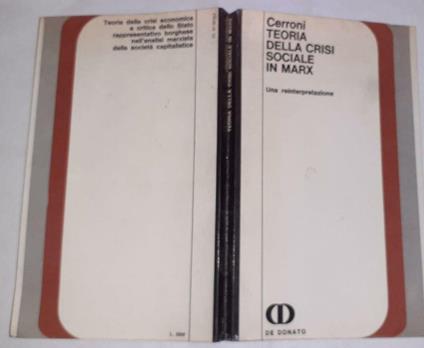 Teoria della crisi economica
e critica dello Stato
rappresentativo borghese
nell'analisi marxista
della società capitalistica
TEORIA DELLA CRISI SOCIALE IN MARX
Cerroni
TEORIA
DELLA CRISI
SOCIALE
IN MARX
Una reinterpretazione
DE DONATO